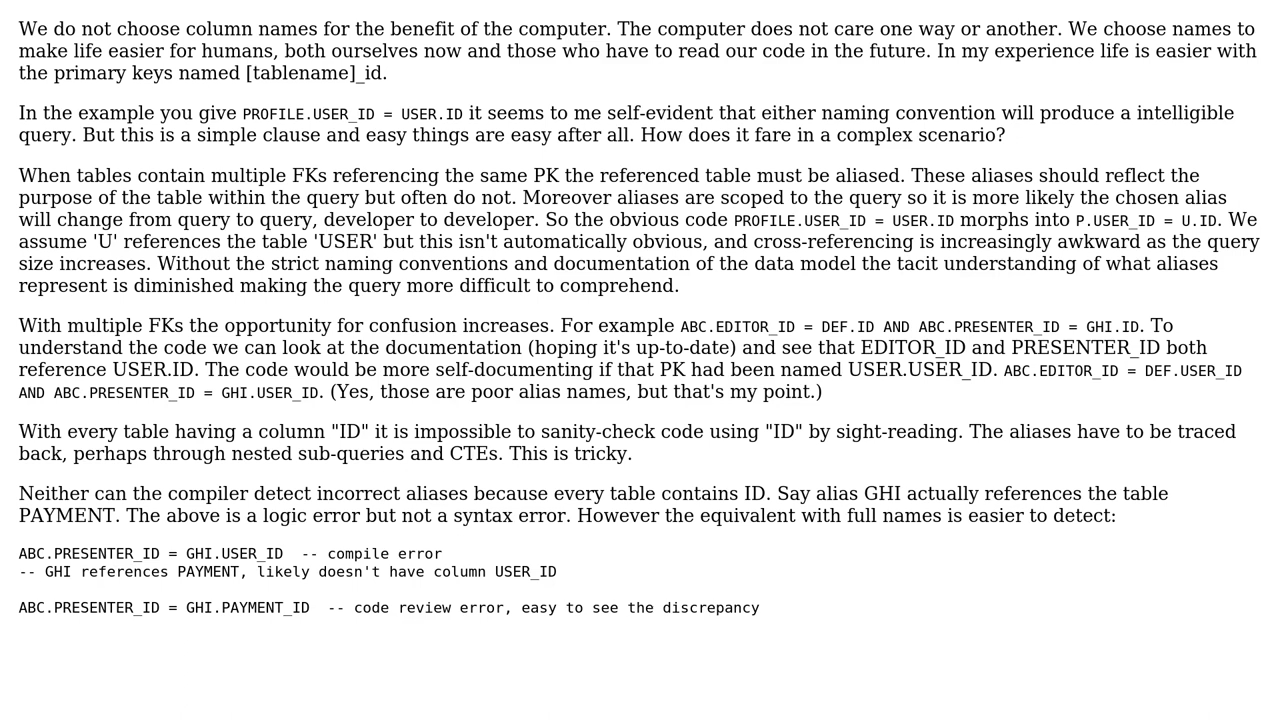 We do not choose column names for the benefit of the computer. The computer does not care one way or another. We choose names to
make life easier for humans, both ourselves now and those who have to read our code in the future. In my experience life is easier with
the primary keys named [tablename]_id.
In the example you give PROFILE.USER_ID = USER.ID it seems to me self-evident that either naming convention will produce a intelligible
query. But this is a simple clause and easy things are easy after all. How does it fare in a complex scenario?
When tables contain multiple FKs referencing the same PK the referenced table must be aliased. These aliases should reflect the
purpose of the table within the query but often do not. Moreover aliases are scoped to the query so it is more likely the chosen alias
will change from query to query, developer to developer. So the obvious code PROFILE.USER_ID = USER.ID morphs into P.USER_ID = U.ID. We
assume 'U' references the table 'USER' but this isn't automatically obvious, and cross-referencing is increasingly awkward as the query
size increases. Without the strict naming conventions and documentation of the data model the tacit understanding of what aliases
represent is diminished making the query more difficult to comprehend.
With multiple FKs the opportunity for confusion increases. For example ABC.EDITOR_ID = DEF.ID AND ABC.PRESENTER_ID = GHI.ID. To
understand the code we can look at the documentation (hoping it's up-to-date) and see that EDITOR_ID and PRESENTER_ID both
reference USER.ID. The code would be more self-documenting if that PK had been named USER.USER_ID. ABC.EDITOR_ID = DEF.USER_ID
AND ABC.PRESENTER_ID = GHI.USER_ID. (Yes, those are poor alias names, but that's my point.)
With every table having a column "ID" it is impossible to sanity-check code using "ID" by sight-reading. The aliases have to be traced
back, perhaps through nested sub-queries and CTEs. This is tricky.
Neither can the compiler detect incorrect aliases because every table contains ID. Say alias GHI actually references the table
PAYMENT. The above is a logic error but not a syntax error. However the equivalent with full names is easier to detect:
ABC.PRESENTER_ID = GHI.USER_ID  -- compile error
-- GHI references PAYMENT, likely doesn't have column USER_ID
ABC.PRESENTER_ID = GHI.PAYMENT_ID  -- code review error, easy to see the discrepancy